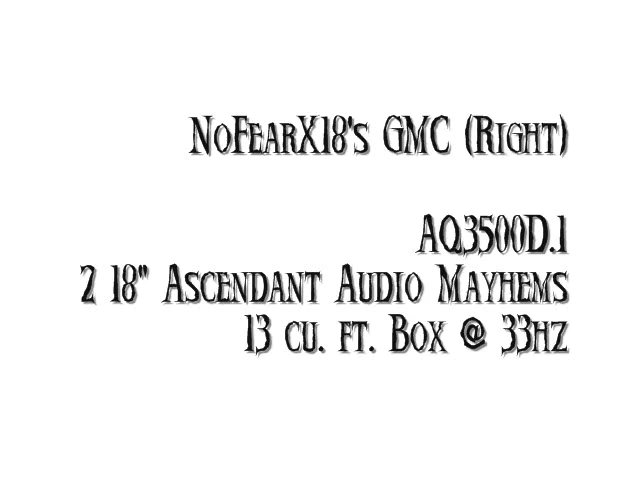 NoFearX18's GMC (Right)
AQ3500D.1
2 18" Ascendant Audio Mayhems
13 cu. ft. Box @ 33hz